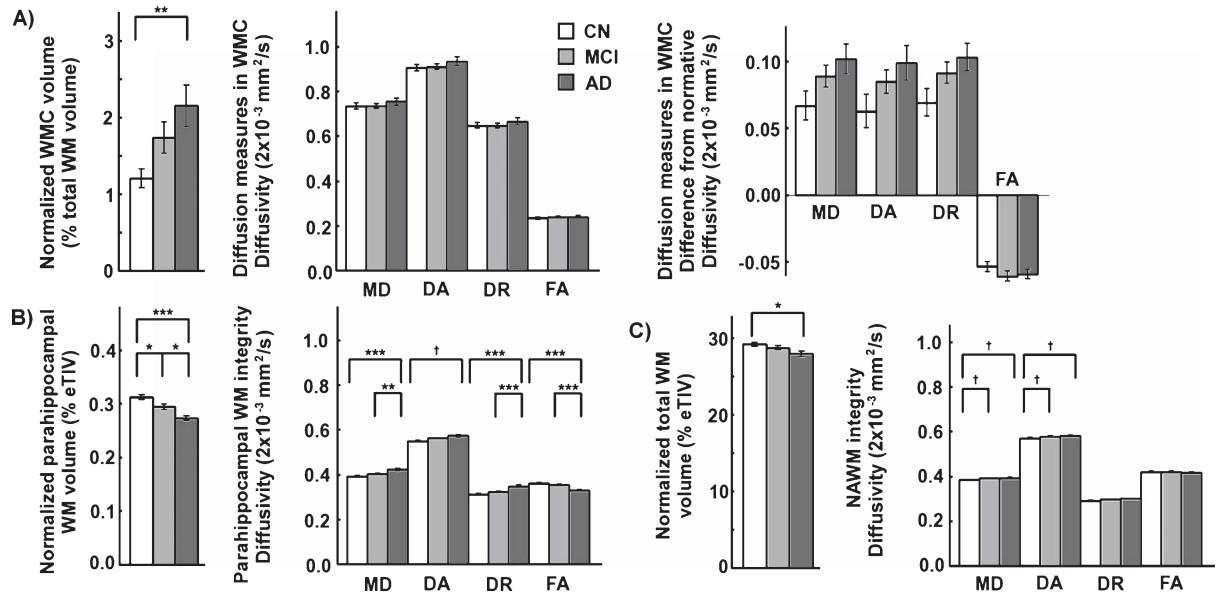 A)
Normalized WMC volume
(% total WM volume)
3
2
1
0
**
Diffusion measures in WMC
Diffusivity (2x10⁻³ mm²/s)
1.0
0.8
0.6
0.4
0.2
0.0
MD DA DR FA
CN
MCI
AD
Diffusion measures in WMC
Difference from normative
Diffusivity (2x10⁻³ mm²/s)
0.10
0.05
0.00
-0.05
MD DA DR FA
B)
Normalized parahippocampal
WM volume (% eTIV)
0.4
0.3
0.2
0.1
0.0
***
* *
Parahippocampal WM integrity
Diffusivity (2x10⁻³ mm²/s)
1.0
0.8
0.6
0.4
0.2
0.0
*** † *** ***
** *** ***
MD DA DR FA
C)
Normalized total WM
volume (% eTIV)
30
20
10
0
*
NAWM integrity
Diffusivity (2x10⁻³ mm²/s)
1.0
0.8
0.6
0.4
0.2
0.0
† †
† †
MD DA DR FA